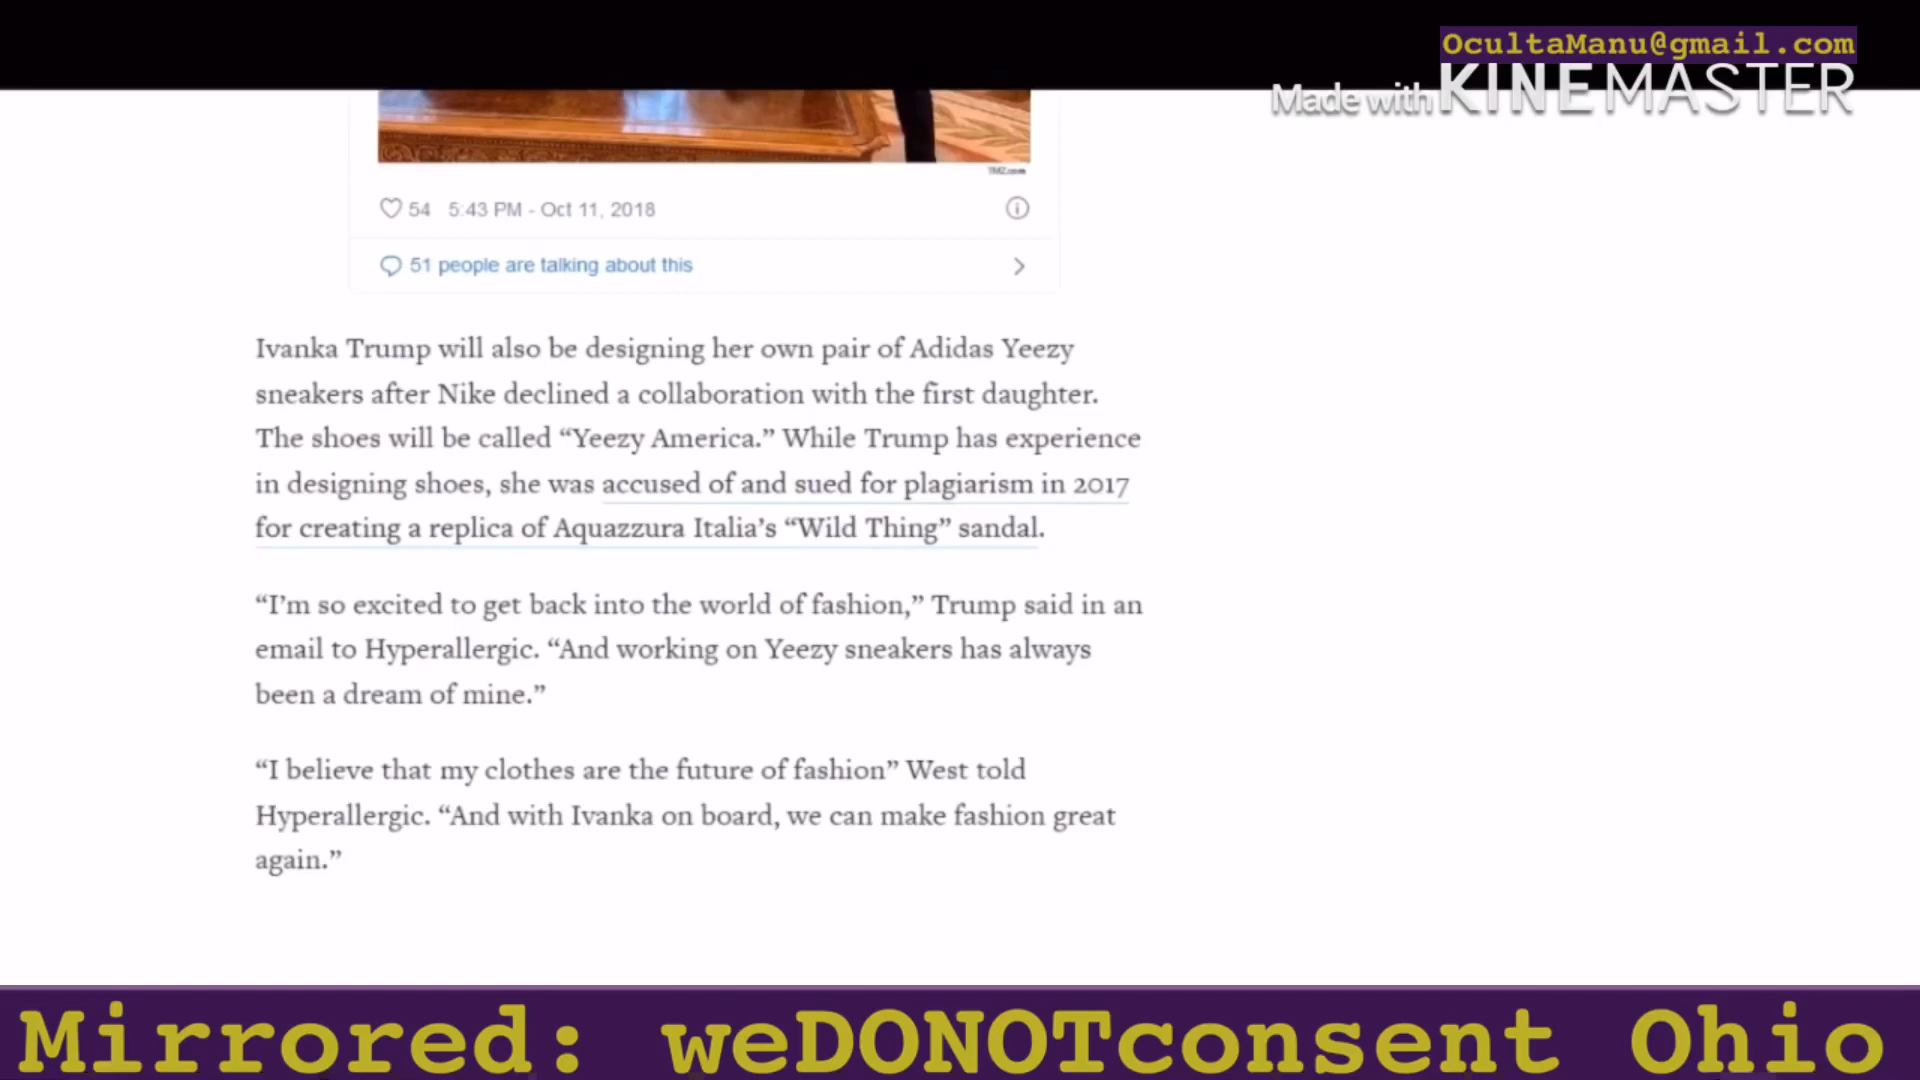 OcultaManu@gmail.com
Made with KINEMASTER
TMZ.com
54 5:43 PM - Oct 11, 2018
51 people are talking about this
Ivanka Trump will also be designing her own pair of Adidas Yeezy
sneakers after Nike declined a collaboration with the first daughter.
The shoes will be called “Yeezy America.” While Trump has experience
in designing shoes, she was accused of and sued for plagiarism in 2017
for creating a replica of Aquazzura Italia’s “Wild Thing” sandal.
“I’m so excited to get back into the world of fashion,” Trump said in an
email to Hyperallergic. “And working on Yeezy sneakers has always
been a dream of mine.”
“I believe that my clothes are the future of fashion” West told
Hyperallergic. “And with Ivanka on board, we can make fashion great
again.”
Mirrored: weDONOTconsent Ohio